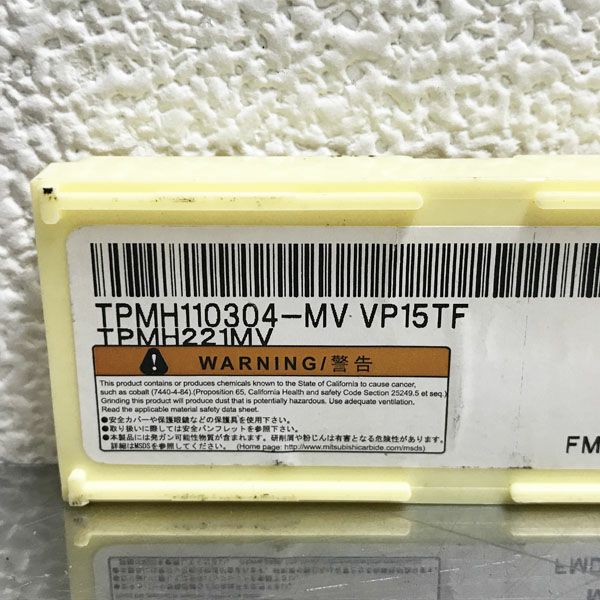 TPMH110304-MV VP15TF
TPMH221MV
WARNING/警告
This product contains or produces chemicals known to the State of California to cause cancer,
such as cobalt (7440-4-84).(Proposition 65, California Health and safety Code Section 25249.5 et seq.)
Grinding this product will produce dust that is potentially hazardous. Use adequate ventilation.
Read the applicable material safety data sheet.
●安全カバーや保護眼鏡などの保護具を使用下さい。
●取り扱いに際しては安全パンフレットを参照下さい。
●本製品には発ガン可能性物質が含まれます。研削屑や粉じんは有害となる危険性があります。
詳細はMSDSを参照してください。 (Home page: http://www.mitsubishicarbide.com/msds)
FM